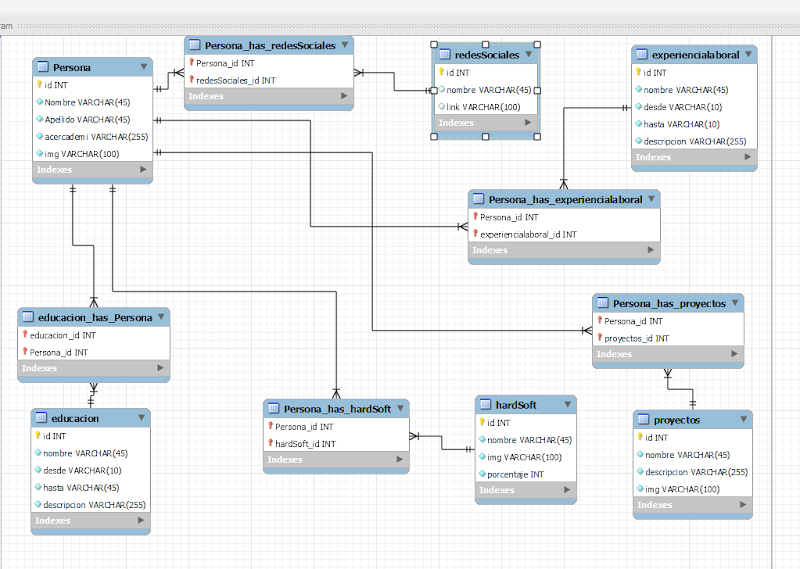 ram
Persona
id INT
Nombre VARCHAR(45)
Apellido VARCHAR(45)
acercademi VARCHAR(255)
img VARCHAR(100)
Indexes
Persona_has_redesSociales
Persona_id INT
redesSociales_id INT
Indexes
redesSociales
id INT
nombre VARCHAR(45)
link VARCHAR(100)
Indexes
experiencialaboral
id INT
nombre VARCHAR(45)
desde VARCHAR(10)
hasta VARCHAR(10)
descripcion VARCHAR(255)
Indexes
Persona_has_experiencialaboral
Persona_id INT
experiencialaboral_id INT
Indexes
educacion_has_Persona
educacion_id INT
Persona_id INT
Indexes
Persona_has_proyectos
Persona_id INT
proyectos_id INT
Indexes
educacion
id INT
nombre VARCHAR(45)
desde VARCHAR(10)
hasta VARCHAR(45)
descripcion VARCHAR(255)
Indexes
Persona_has_hardSoft
Persona_id INT
hardSoft_id INT
Indexes
hardSoft
id INT
nombre VARCHAR(45)
img VARCHAR(100)
porcentaje INT
Indexes
proyectos
id INT
nombre VARCHAR(45)
descripcion VARCHAR(255)
img VARCHAR(100)
Indexes